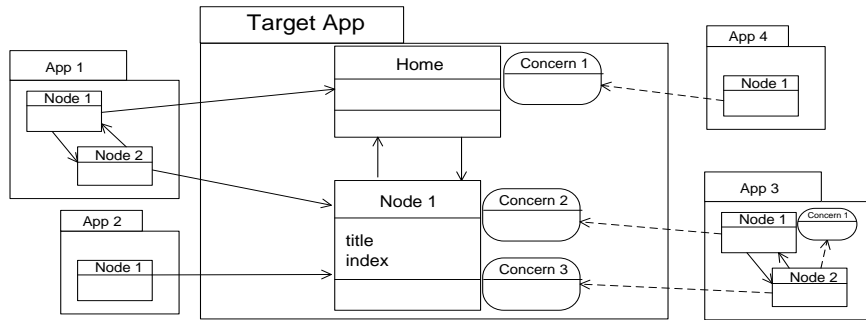 Target App
App 1
Node 1
Node 2
App 2
Node 1
Home
Concern 1
Node 1
title
index
Concern 2
Concern 3
App 4
Node 1
App 3
Node 1
Concern 1
Node 2